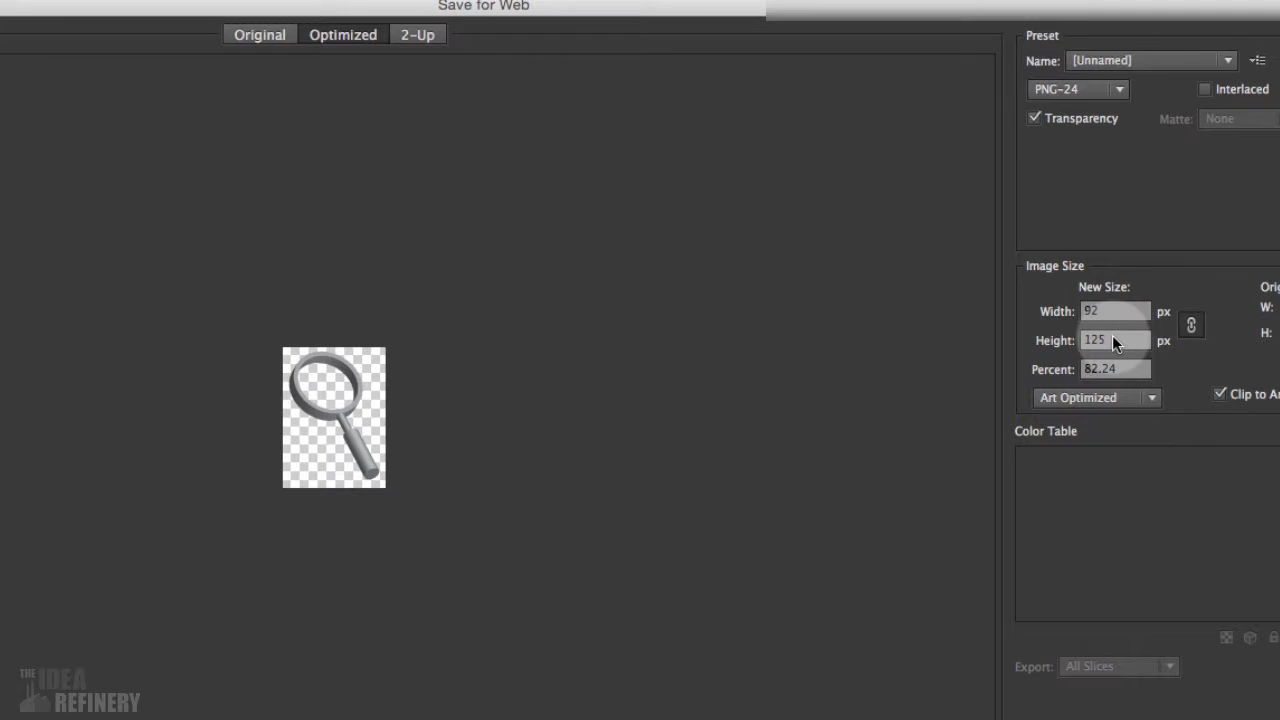 Save for Web
Original Optimized 2-Up
Preset
Name: [Unnamed]
PNG-24 Interlaced
Transparency Matte: None
Image Size
New Size:
Width: 92 px W:
Height: 125 px H:
Percent: 82.24
Art Optimized Clip to
Color Table
Export: All Slices
THE IDEA
REFINERY